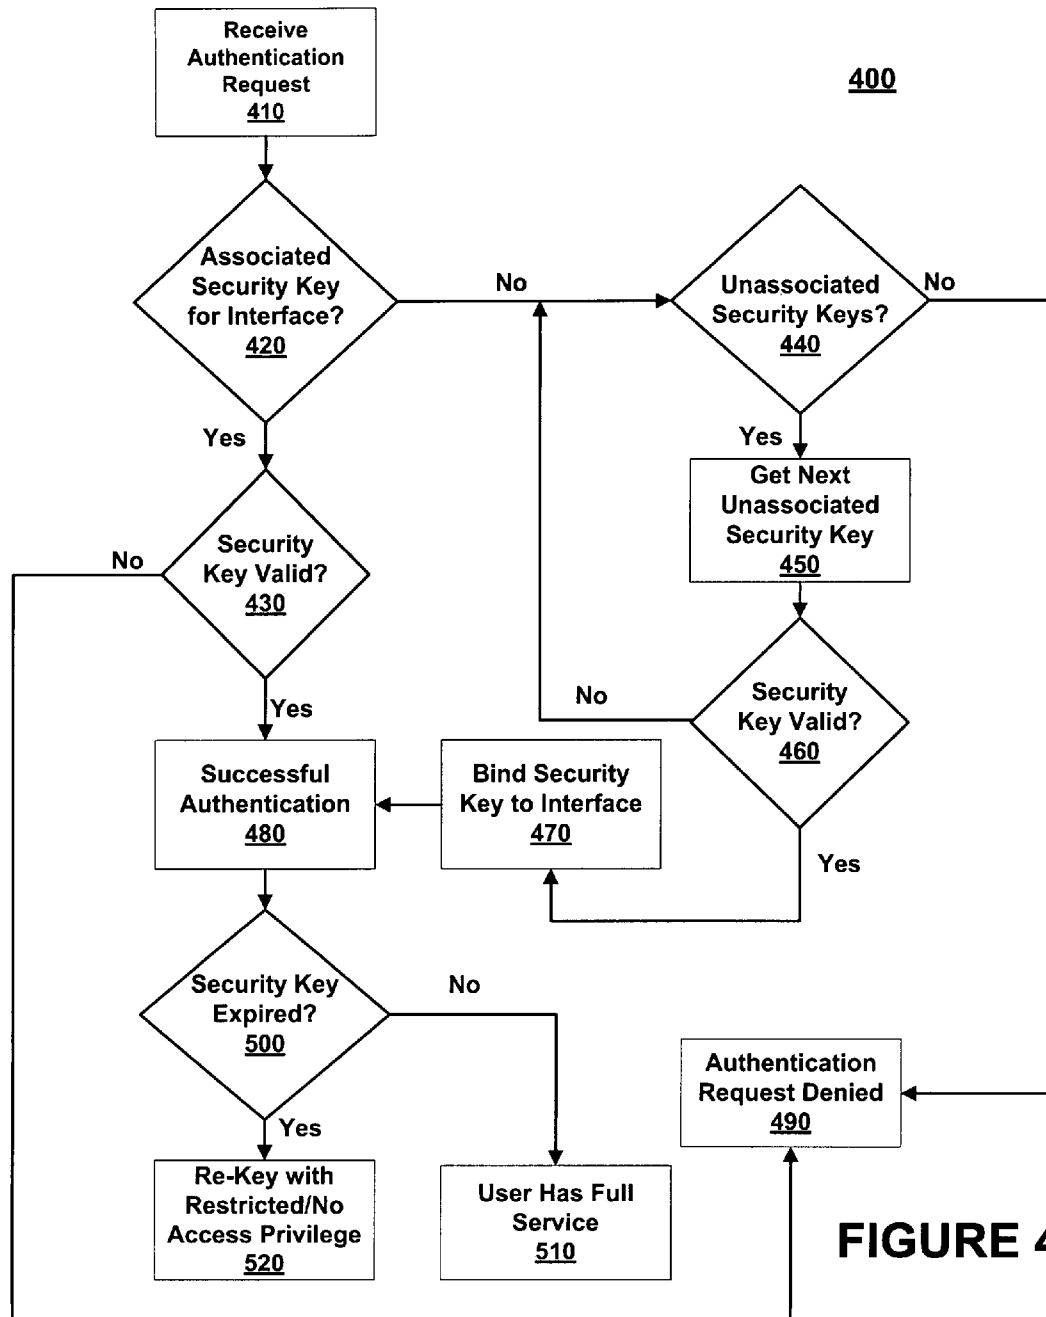 Receive
Authentication
Request
410
400
Associated
Security Key
for Interface?
420
No
Unassociated
Security Keys?
440
No
Yes
Yes
Get Next
Unassociated
Security Key
450
No
Security
Key Valid?
430
Yes
No
Security
Key Valid?
460
Successful
Authentication
480
Bind Security
Key to Interface
470
Yes
Security Key
Expired?
500
No
Yes
Authentication
Request Denied
490
Re-Key with
Restricted/No
Access Privilege
520
User Has Full
Service
510
FIGURE 4